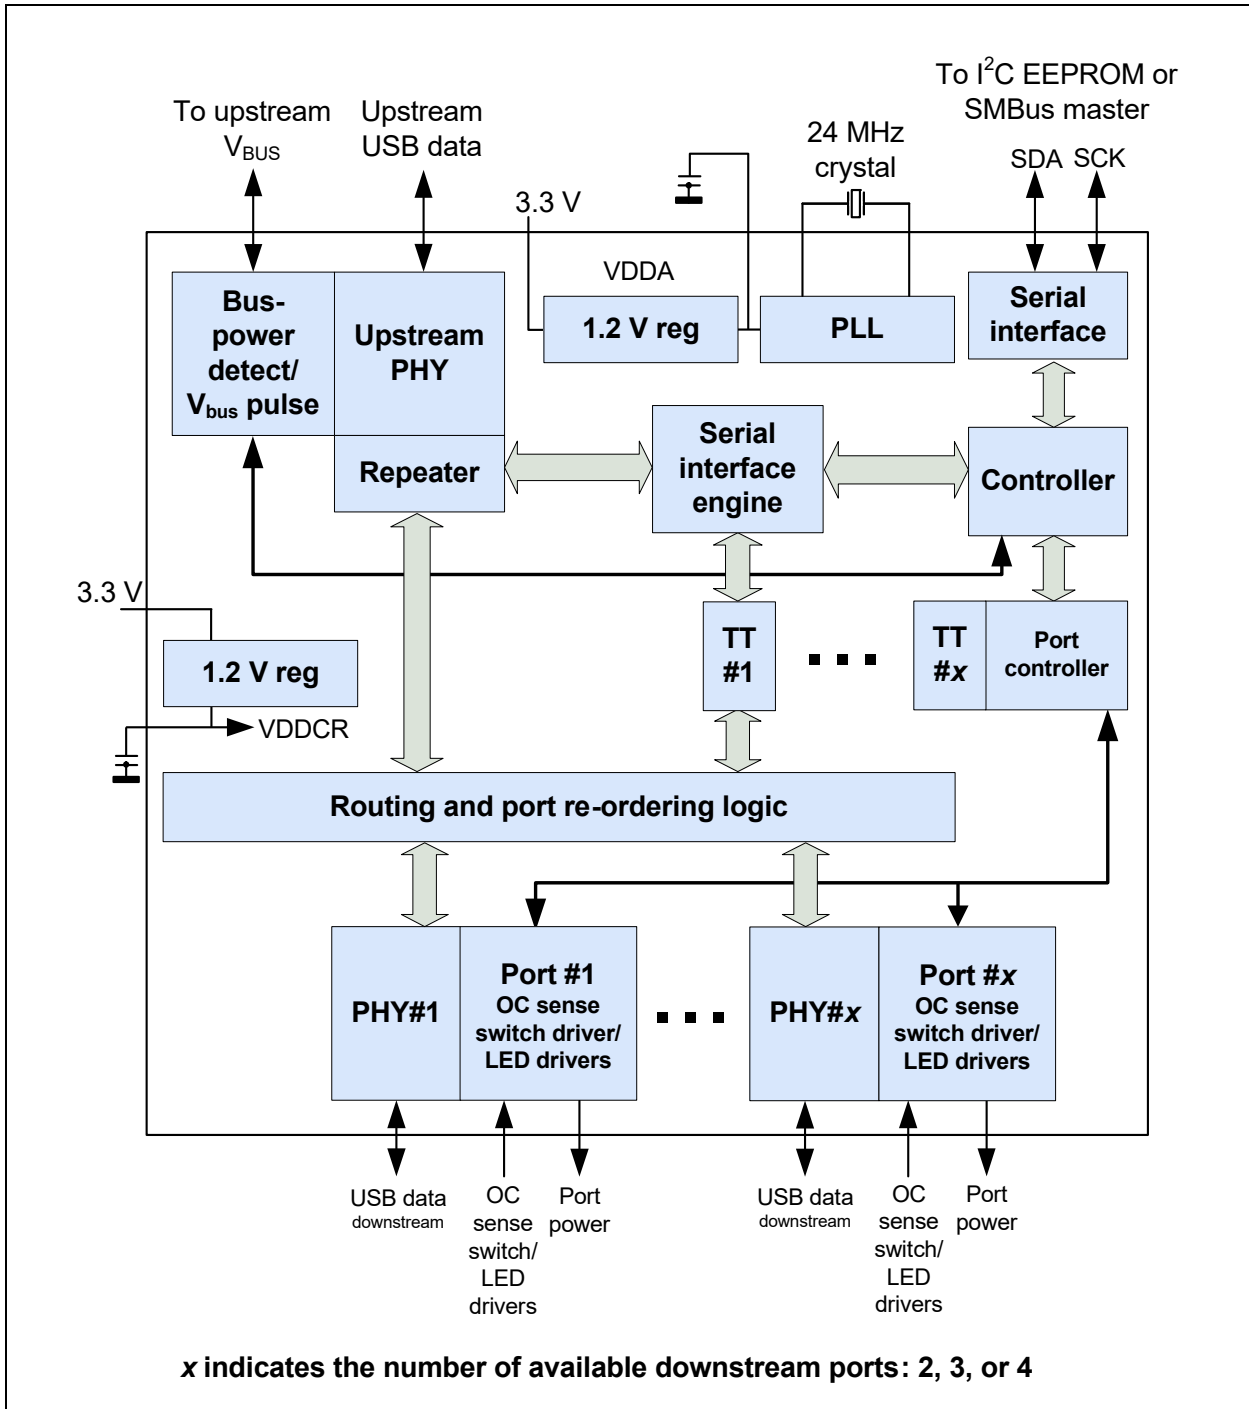 To I²C EEPROM or
SMBus master
To upstream
VBUS
Upstream
USB data
24 MHz
crystal
SDA
SCK
3.3 V
VDDA
Bus-
power
detect/
Vbus pulse
Upstream
PHY
1.2 V reg
PLL
Serial
interface
Repeater
Serial
interface
engine
Controller
3.3 V
1.2 V reg
VDDCR
TT
#1
TT
#x
Port
controller
Routing and port re-ordering logic
PHY#1
Port #1
OC sense
switch driver/
LED drivers
PHY#x
Port #x
OC sense
switch driver/
LED drivers
USB data
downstream
OC
sense
switch/
LED
drivers
Port
power
USB data
downstream
OC
sense
switch/
LED
drivers
Port
power
x indicates the number of available downstream ports: 2, 3, or 4